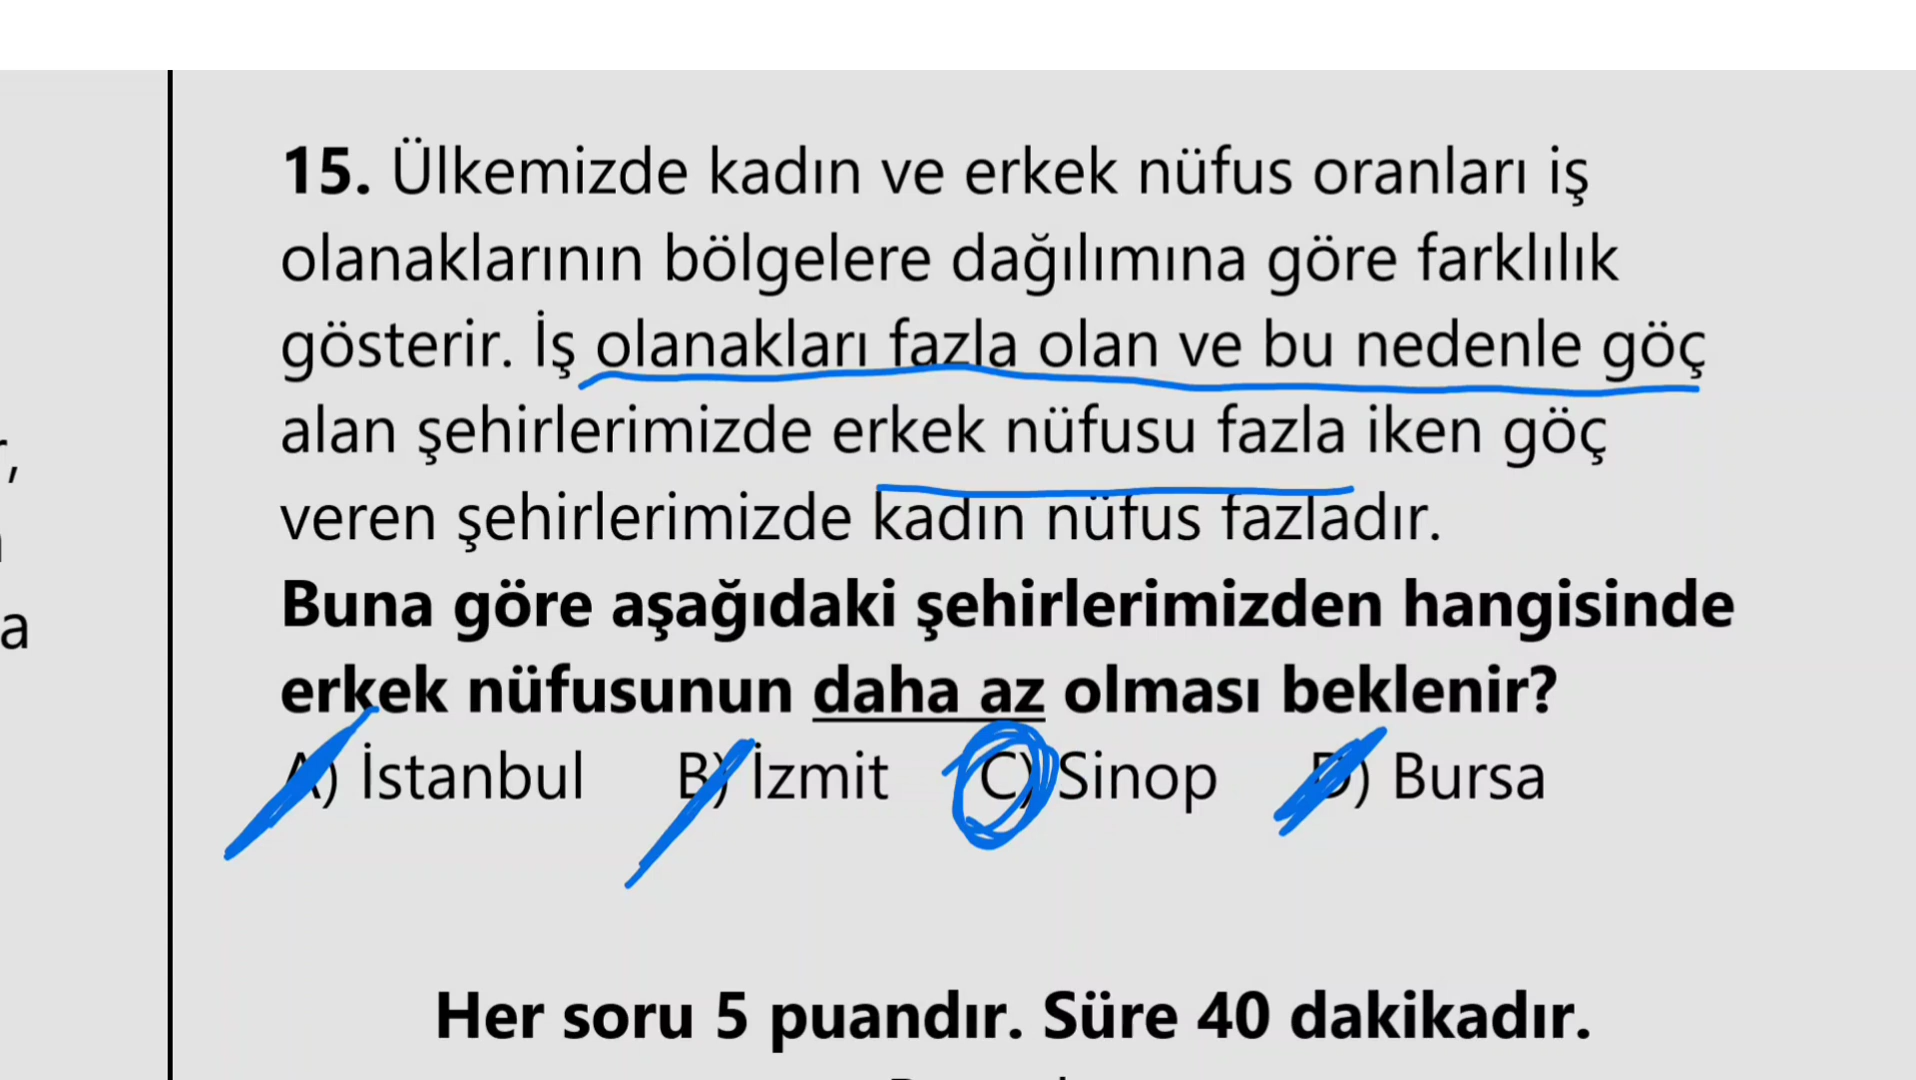 15. Ülkemizde kadın ve erkek nüfus oranları iş
olanaklarının bölgelere dağılımına göre farklılık
gösterir. İş olanakları fazla olan ve bu nedenle göç
r,
alan şehirlerimizde erkek nüfusu fazla iken göç
veren şehirlerimizde kadın nüfus fazladır.
Buna göre aşağıdaki şehirlerimizden hangisinde
a
erkek nüfusunun daha az olması beklenir?
A) İstanbul B) İzmit C) Sinop D) Bursa
Her soru 5 puandır. Süre 40 dakikadır.